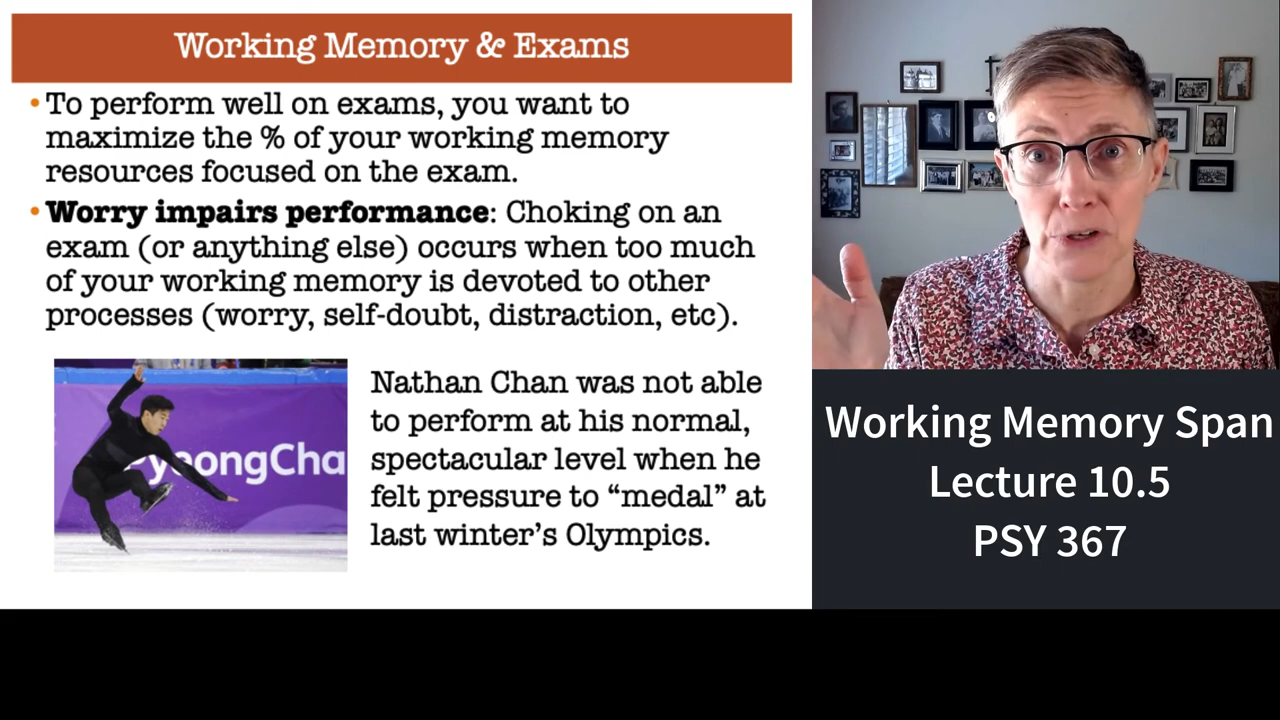 Working Memory & Exams
• To perform well on exams, you want to
maximize the % of your working memory
resources focused on the exam.
• Worry impairs performance: Choking on an
exam (or anything else) occurs when too much
of your working memory is devoted to other
processes (worry, self-doubt, distraction, etc).
PyeongCha
Nathan Chan was not able
to perform at his normal,
spectacular level when he
felt pressure to “medal” at
last winter’s Olympics.
Working Memory Span
Lecture 10.5
PSY 367